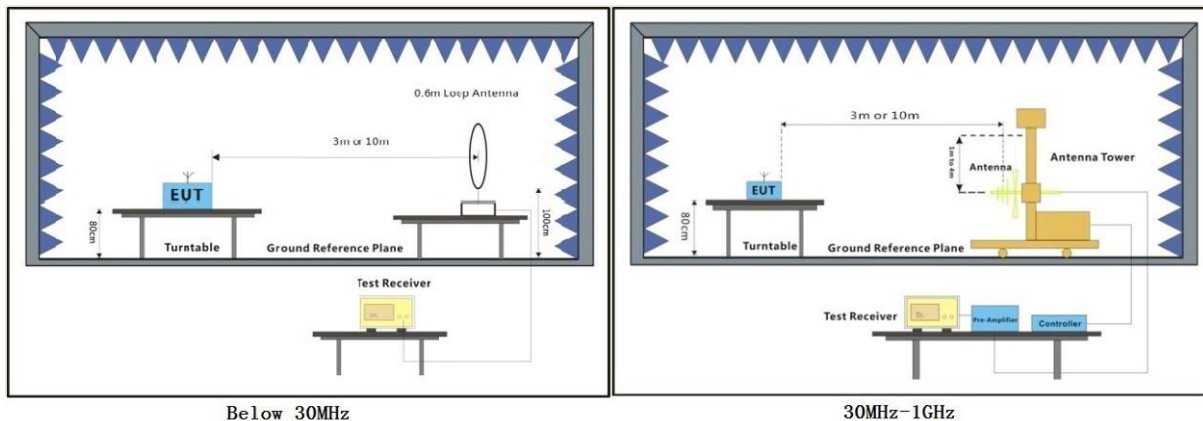 0.6m Loop Antenna
3m or 10m
EUT
80cm
100cm
Turntable
Ground Reference Plane
Test Receiver
Below 30MHz
3m or 10m
1m to 4m
Antenna
Antenna Tower
EUT
80cm
Turntable
Ground Reference Plane
Test Receiver
Pre-Amplifier
Controller
30MHz-1GHz